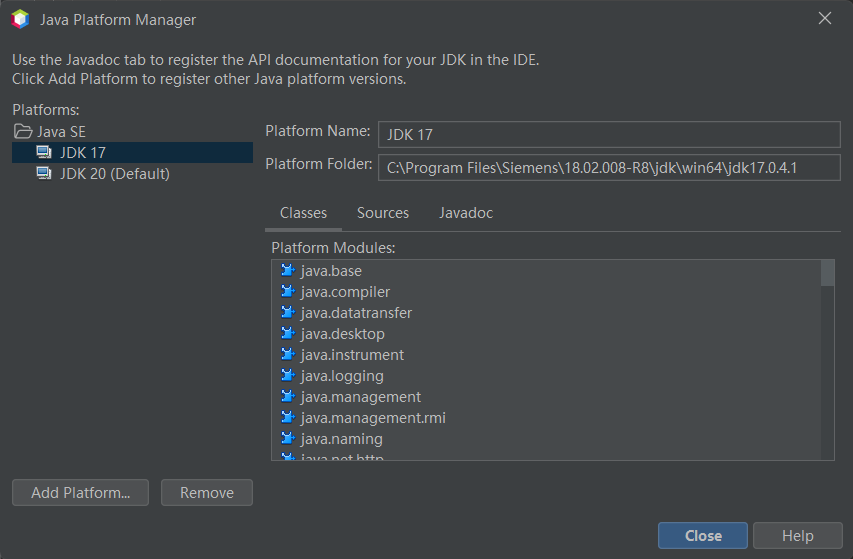 Java Platform Manager
Use the Javadoc tab to register the API documentation for your JDK in the IDE.
Click Add Platform to register other Java platform versions.
Platforms:
Java SE
JDK 17
JDK 20 (Default)
Platform Name: JDK 17
Platform Folder: C:\Program Files\Siemens\18.02.008-R8\jdk\win64\jdk17.0.4.1
Classes Sources Javadoc
Platform Modules:
java.base
java.compiler
java.datatransfer
java.desktop
java.instrument
java.logging
java.management
java.management.rmi
java.naming
java.net.http
Add Platform... Remove
Close Help